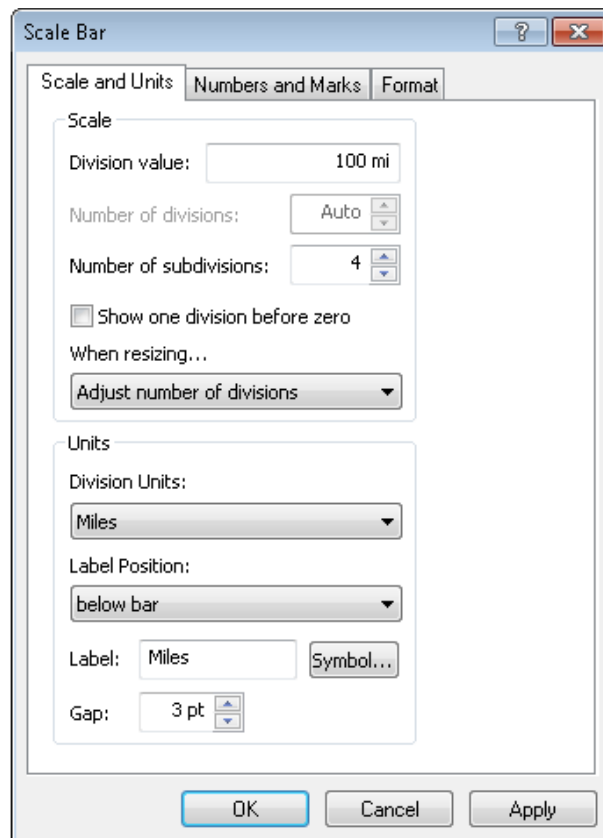 Scale Bar
?
Scale and Units Numbers and Marks Format
Scale
Division value: 100 mi
Number of divisions: Auto
Number of subdivisions: 4
Show one division before zero
When resizing...
Adjust number of divisions
Units
Division Units:
Miles
Label Position:
below bar
Label: Miles Symbol...
Gap: 3 pt
OK Cancel Apply